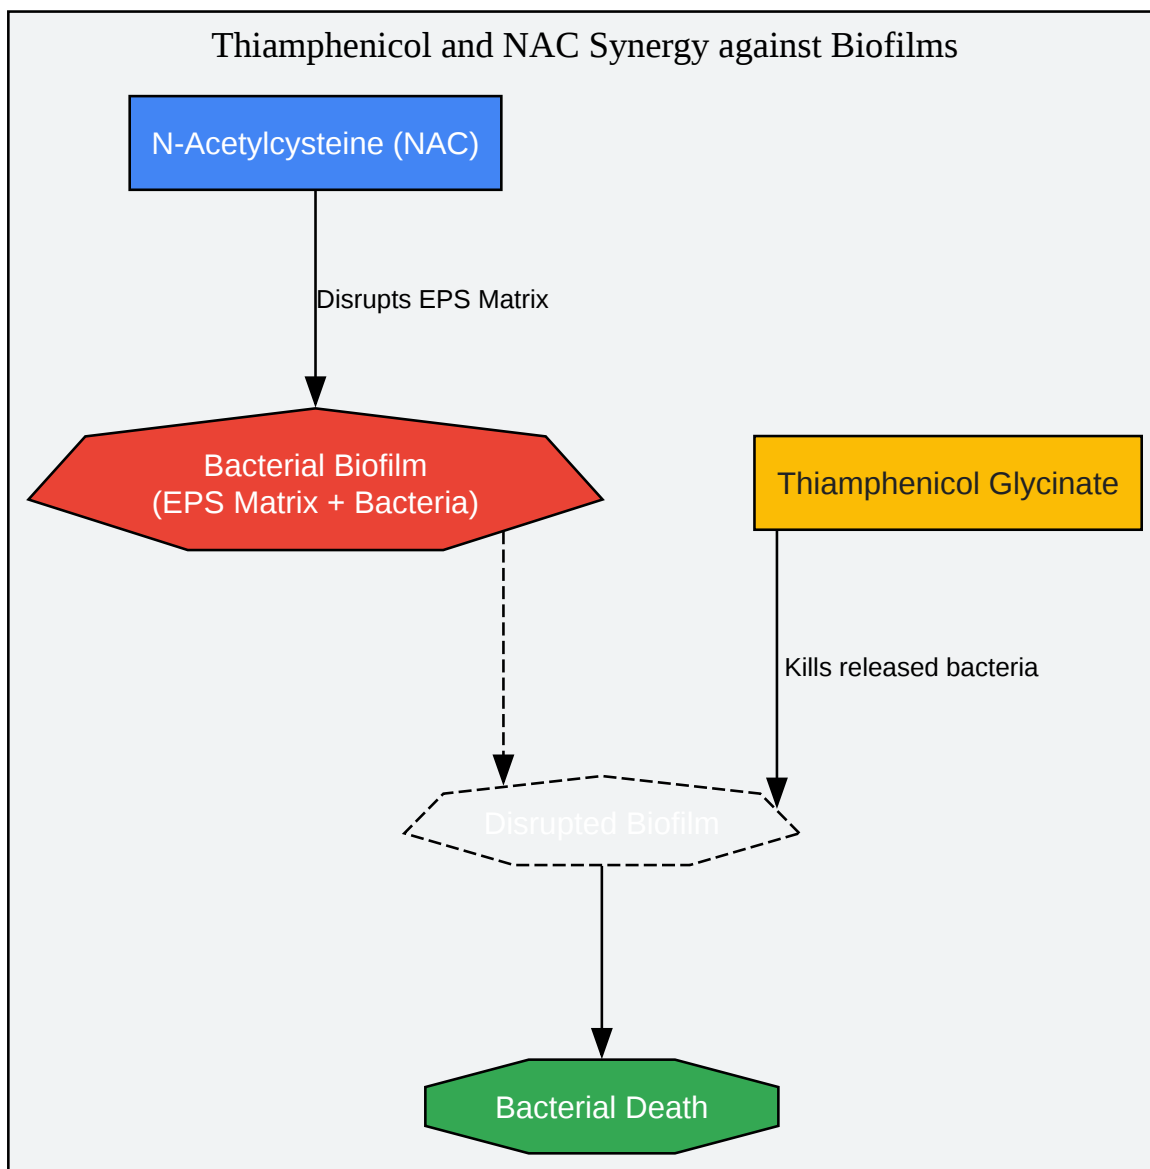 Thiamphenicol and NAC Synergy against Biofilms
N-Acetylcysteine (NAC)
Disrupts EPS Matrix
Bacterial Biofilm
(EPS Matrix + Bacteria)
Thiamphenicol Glycinate
Kills released bacteria
Disrupted Biofilm
Bacterial Death